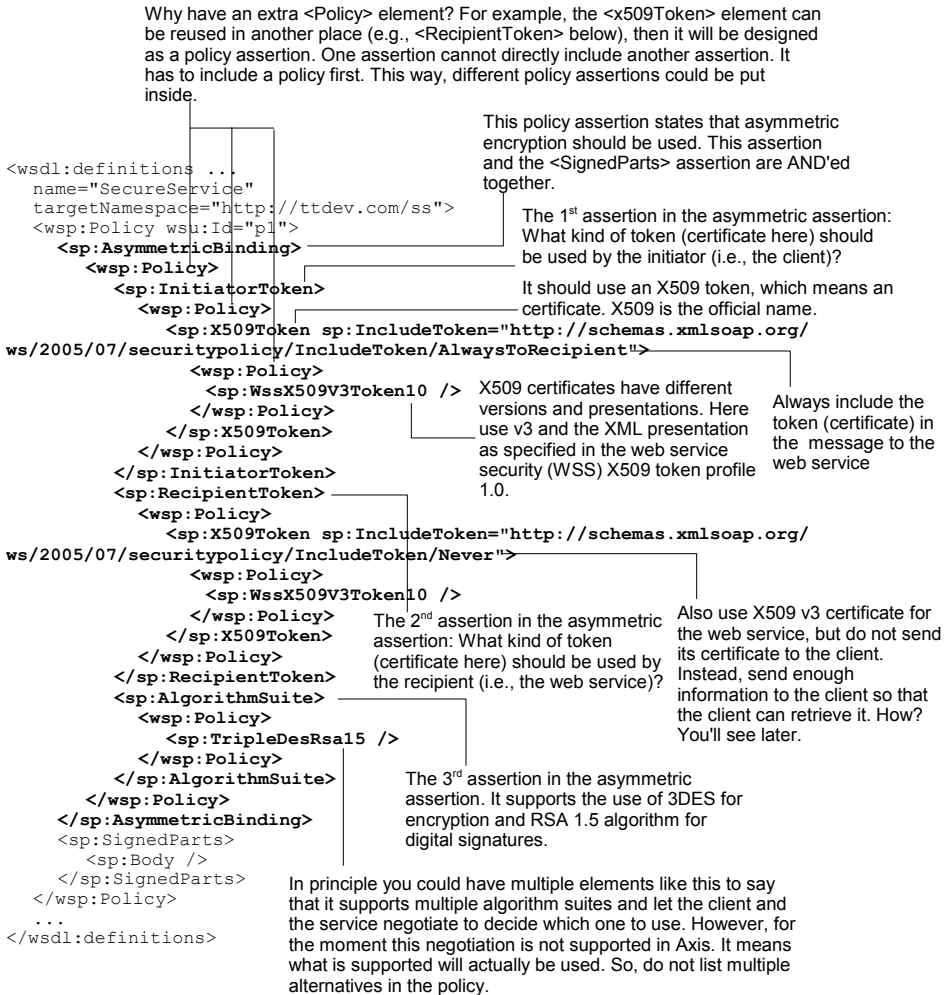 Why have an extra <Policy> element? For example, the <x509Token> element can
be reused in another place (e.g., <RecipientToken> below), then it will be designed
as a policy assertion. One assertion cannot directly include another assertion. It
has to include a policy first. This way, different policy assertions could be put
inside.
This policy assertion states that asymmetric
encryption should be used. This assertion
and the <SignedParts> assertion are AND'ed
together.
<wsdl:definitions ...
name="SecureService"
targetNamespace="http://ttdev.com/ss">
<wsp:Policy wsu:Id="p1">
<sp:AsymmetricBinding>
<wsp:Policy>
<sp:InitiatorToken>
<wsp:Policy>
<sp:X509Token sp:IncludeToken="http://schemas.xmlsoap.org/
ws/2005/07/securitypolicy/IncludeToken/AlwaysToRecipient">
<wsp:Policy>
<sp:WssX509V3Token10 />
</wsp:Policy>
</sp:X509Token>
</wsp:Policy>
</sp:InitiatorToken>
<sp:RecipientToken>
<wsp:Policy>
<sp:X509Token sp:IncludeToken="http://schemas.xmlsoap.org/
ws/2005/07/securitypolicy/IncludeToken/Never">
<wsp:Policy>
<sp:WssX509V3Token10 />
</wsp:Policy>
</sp:X509Token>
</wsp:Policy>
</sp:RecipientToken>
<sp:AlgorithmSuite>
<wsp:Policy>
<sp:TripleDesRsa15 />
</wsp:Policy>
</sp:AlgorithmSuite>
</wsp:Policy>
</sp:AsymmetricBinding>
<sp:SignedParts>
<sp:Body />
</sp:SignedParts>
</wsp:Policy>
...
</wsdl:definitions>
The 1st assertion in the asymmetric assertion:
What kind of token (certificate here) should
be used by the initiator (i.e., the client)?
It should use an X509 token, which means an
certificate. X509 is the official name.
X509 certificates have different
versions and presentations. Here
use v3 and the XML presentation
as specified in the web service
security (WSS) X509 token profile
1.0.
Always include the
token (certificate) in
the message to the
web service
The 2nd assertion in the asymmetric
assertion: What kind of token
(certificate here) should be used by
the recipient (i.e., the web service)?
Also use X509 v3 certificate for
the web service, but do not send
its certificate to the client.
Instead, send enough
information to the client so that
the client can retrieve it. How?
You'll see later.
The 3rd assertion in the asymmetric
assertion. It supports the use of 3DES for
encryption and RSA 1.5 algorithm for
digital signatures.
In principle you could have multiple elements like this to say
that it supports multiple algorithm suites and let the client and
the service negotiate to decide which one to use. However, for
the moment this negotiation is not supported in Axis. It means
what is supported will actually be used. So, do not list multiple
alternatives in the policy.